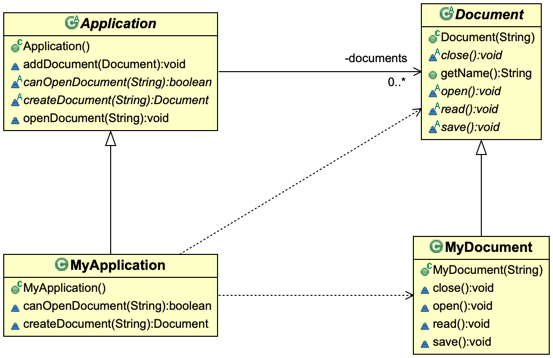 Application
Application()
addDocument(Document):void
canOpenDocument(String):boolean
createDocument(String):Document
openDocument(String):void
-documents
0..*
Document
Document(String)
close():void
getName():String
open():void
read():void
save():void
MyApplication
MyApplication()
canOpenDocument(String):boolean
createDocument(String):Document
MyDocument
MyDocument(String)
close():void
open():void
read():void
save():void